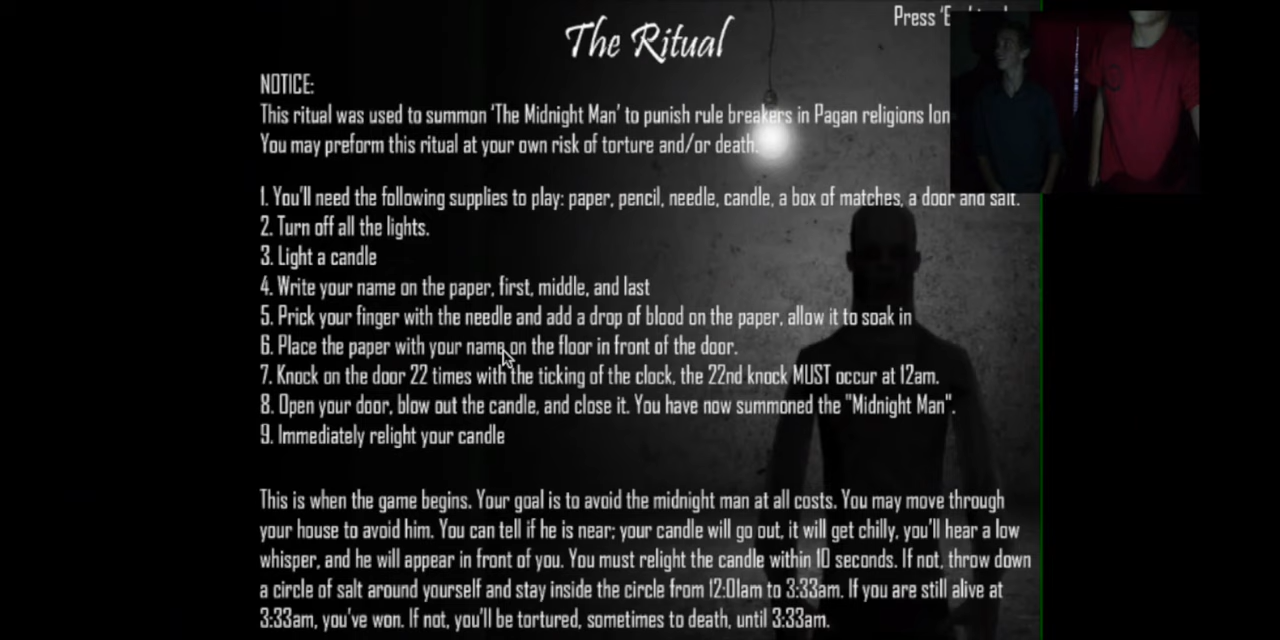 Press 'E
The Ritual
NOTICE:
This ritual was used to summon 'The Midnight Man' to punish rule breakers in Pagan religions
You may preform this ritual at your own risk of torture and/or death.
1. You'll need the following supplies to play: paper, pencil, needle, candle, a box of matches, a door and salt.
2. Turn off all the lights.
3. Light a candle
4. Write your name on the paper, first, middle, and last
5. Prick your finger with the needle and add a drop of blood on the paper, allow it to soak in
6. Place the paper with your name on the floor in front of the door.
7. Knock on the door 22 times with the ticking of the clock, the 22nd knock MUST occur at 12am.
8. Open your door, blow out the candle, and close it. You have now summoned the "Midnight Man".
9. Immediately relight your candle
This is when the game begins. Your goal is to avoid the midnight man at all costs. You may move through
your house to avoid him. You can tell if he is near; your candle will go out, it will get chilly, you'll hear a low
whisper, and he will appear in front of you. You must relight the candle within 10 seconds. If not, throw down
a circle of salt around yourself and stay inside the circle from 12:01am to 3:33am. If you are still alive at
3:33am, you've won. If not, you'll be tortured, sometimes to death, until 3:33am.